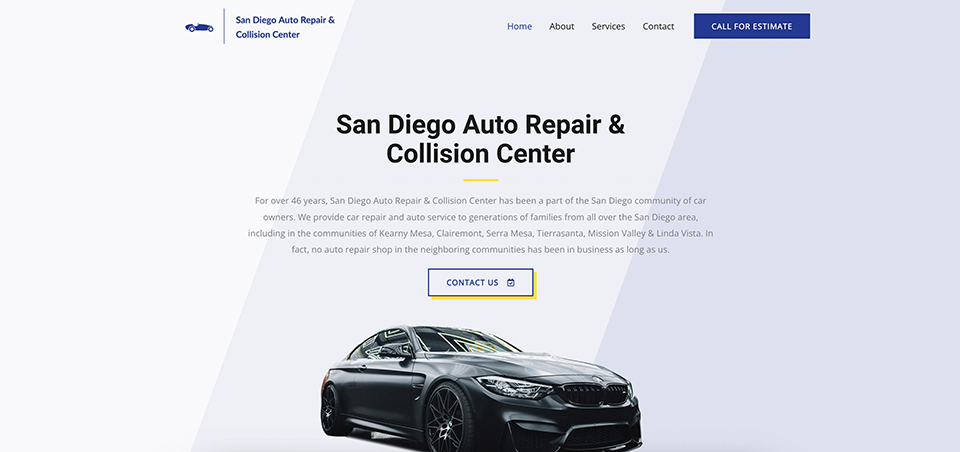 San Diego Auto Repair &
Collision Center
Home About Services Contact CALL FOR ESTIMATE
San Diego Auto Repair &
Collision Center
For over 46 years, San Diego Auto Repair & Collision Center has been a part of the San Diego community of car
owners. We provide car repair and auto service to generations of families from all over the San Diego area,
including in the communities of Kearny Mesa, Clairemont, Serra Mesa, Tierrasanta, Mission Valley & Linda Vista. In
fact, no auto repair shop in the neighboring communities has been in business as long as us.
CONTACT US